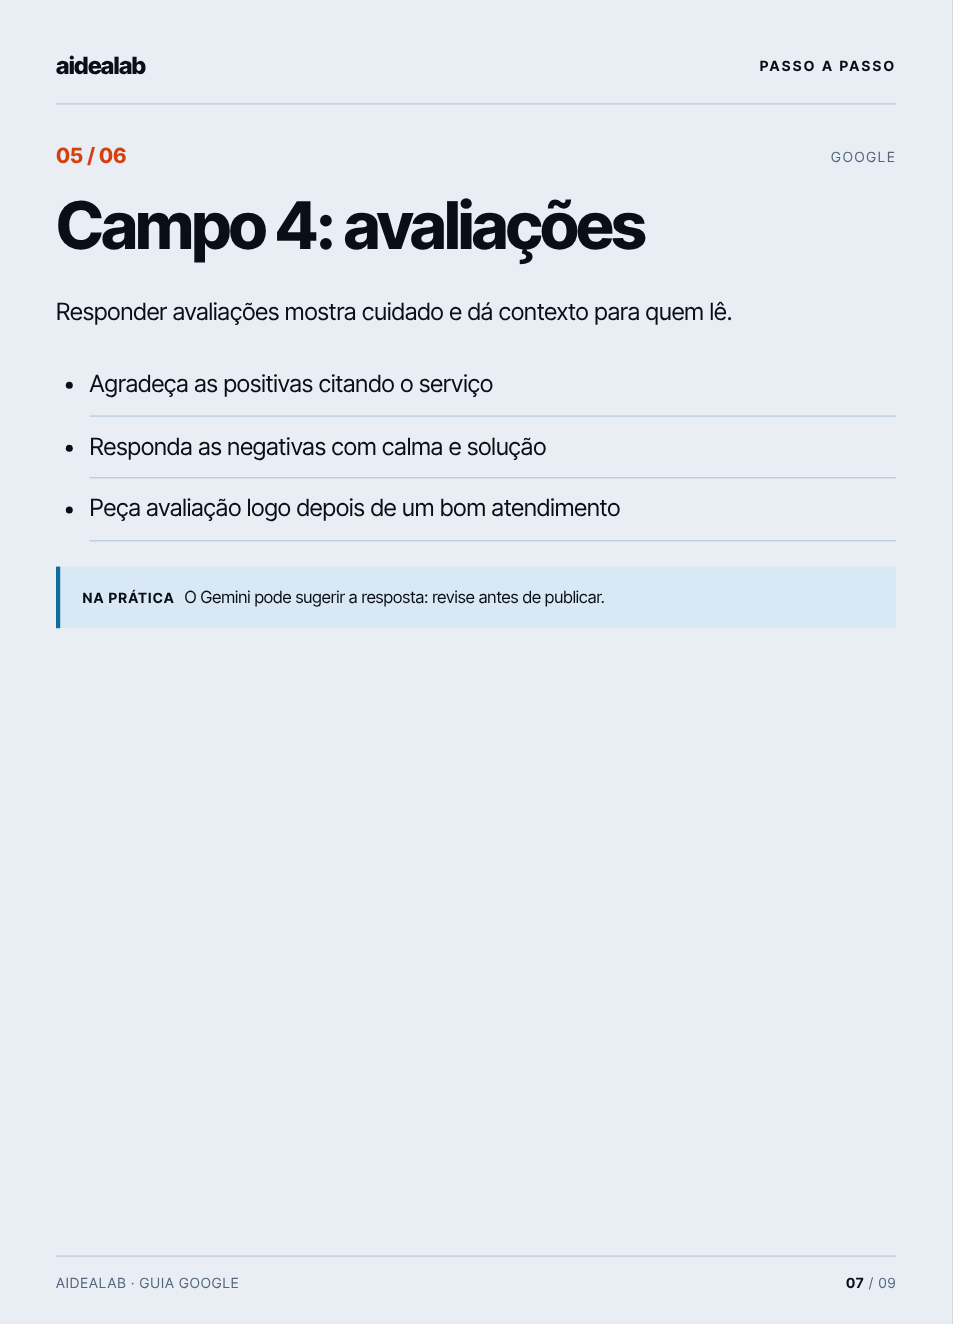 aidealab
PASSO A PASSO
05 / 06
GOOGLE
Campo 4: avaliações
Responder avaliações mostra cuidado e dá contexto para quem lê.
• Agradeça as positivas citando o serviço
• Responda as negativas com calma e solução
• Peça avaliação logo depois de um bom atendimento
NA PRÁTICA O Gemini pode sugerir a resposta: revise antes de publicar.
AIDEALAB · GUIA GOOGLE
07 / 09